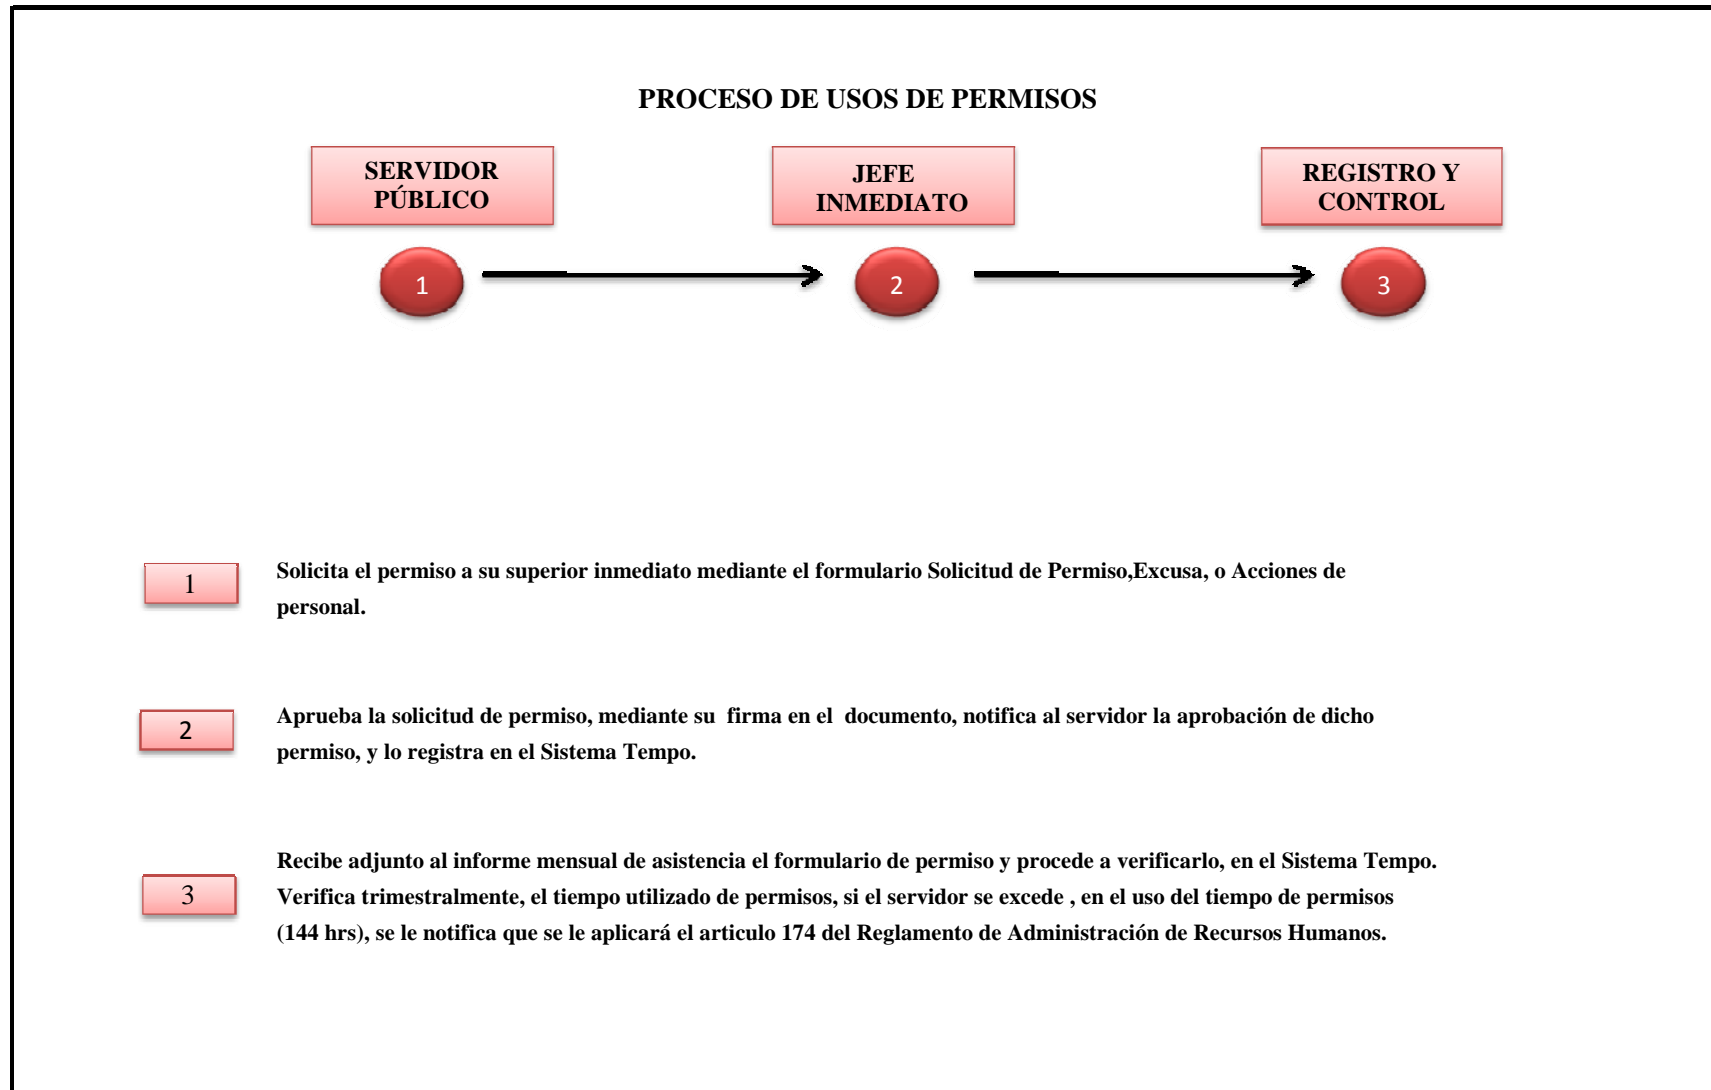 PROCESO DE USOS DE PERMISOS
SERVIDOR
PÚBLICO
JEFE
INMEDIATO
REGISTRO Y
CONTROL
1
2
3
1
Solicita el permiso a su superior inmediato mediante el formulario Solicitud de Permiso,Excusa, o Acciones de
personal.
2
Aprueba la solicitud de permiso, mediante su  firma en el  documento, notifica al servidor la aprobación de dicho
permiso, y lo registra en el Sistema Tempo.
3
Recibe adjunto al informe mensual de asistencia el formulario de permiso y procede a verificarlo, en el Sistema Tempo.
Verifica trimestralmente, el tiempo utilizado de permisos, si el servidor se excede , en el uso del tiempo de permisos
(144 hrs), se le notifica que se le aplicará el articulo 174 del Reglamento de Administración de Recursos Humanos.